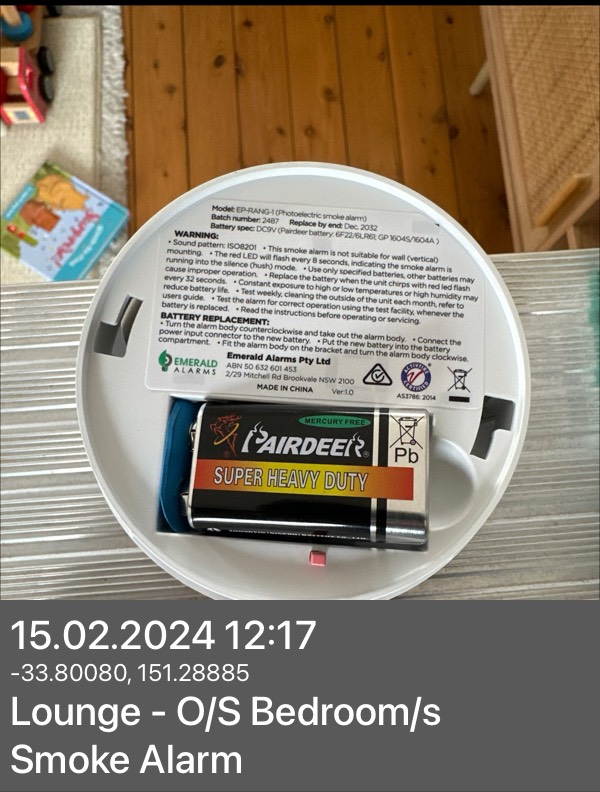 Model: EP-RANG-1 (Photoelectric smoke alarm)
Batch number: 2487 Replace by end: Dec. 2032
Battery spec: DC9V (Pairdeer battery: 6F22/6LR61; GP 1604S/1604A )
WARNING:
• Sound pattern: ISO8201 • This smoke alarm is not suitable for wall (vertical)
mounting. • The red LED will flash every 8 seconds, indicating the smoke alarm is
running into the silence (hush) mode. • Use only specified batteries, other batteries may
cause improper operation. • Replace the battery when the unit chirps with red led flash
every 32 seconds. • Constant exposure to high or low temperatures or high humidity may
reduce battery life. • Test weekly, cleaning the outside of the unit each month, refer to
users guide. • Test the alarm for correct operation using the test facility, whenever the
battery is replaced. • Read the instructions before operating or servicing.
BATTERY REPLACEMENT:
• Turn the alarm body counterclockwise and take out the alarm body. • Connect the
power input connector to the new battery. • Put the new battery into the battery
compartment. • Fit the alarm body on the bracket and turn the alarm body clockwise.
EMERALD
ALARMS
Emerald Alarms Pty Ltd
ABN 50 632 601 453
2/29 Mitchell Rd Brookvale NSW 2100
MADE IN CHINA Ver:1.0
AS3786: 2014
MERCURY FREE
PAIRDEER®
SUPER HEAVY DUTY
Pb
15.02.2024 12:17
-33.80080, 151.28885
Lounge - O/S Bedroom/s
Smoke Alarm